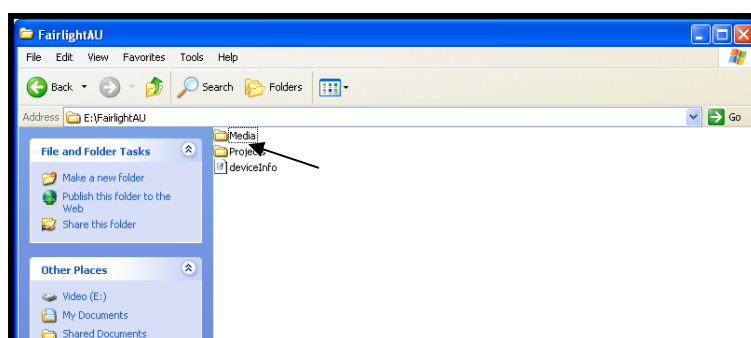 FairlightAU
File Edit View Favorites Tools Help
Back Search Folders
Address E:\FairlightAU Go
Media
File and Folder Tasks
Projects
deviceInfo
Make a new folder
Publish this folder to the
Web
Share this folder
Other Places
Video (E:)
My Documents
Shared Documents